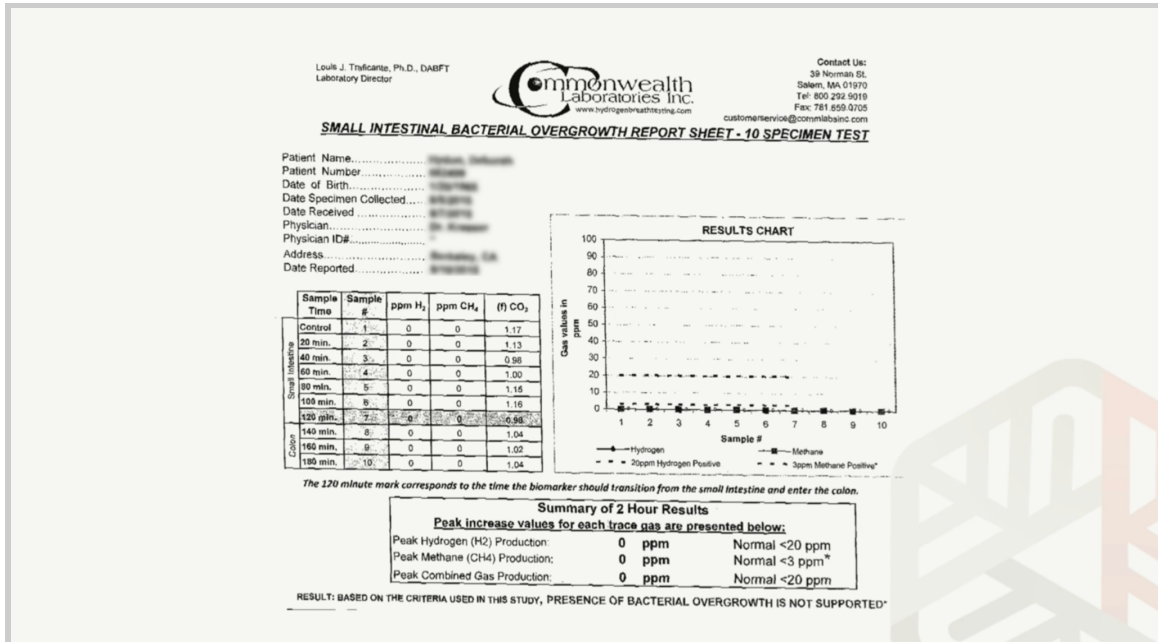 Louis J. Traficante, Ph.D., DABFT
Laboratory Director
Commonwealth
Laboratories Inc.
www.hydrogenbreathtesting.com
Contact Us:
39 Norman St.
Salem, MA 01970
Tel: 800.292.9019
Fax: 781.659.0705
customerservice@commlabsinc.com
SMALL INTESTINAL BACTERIAL OVERGROWTH REPORT SHEET - 10 SPECIMEN TEST
Patient Name
Patient Number
Date of Birth
Date Specimen Collected
Date Received
Physician
Physician ID#
Address
Date Reported
Sample Time Sample # ppm H2 ppm CH4 (f) CO2
Small Intestine
Control 1 0 0 1.17
20 min. 2 0 0 1.13
40 min. 3 0 0 0.98
60 min. 4 0 0 1.00
80 min. 5 0 0 1.15
100 min. 6 0 0 1.16
120 min. 7 0 0 0.98
Colon
140 min. 8 0 0 1.04
160 min. 9 0 0 1.02
180 min. 10 0 0 1.04
RESULTS CHART
Gas values in ppm
100
90
80
70
60
50
40
30
20
10
0
1 2 3 4 5 6 7 8 9 10
Sample #
Hydrogen Methane
20ppm Hydrogen Positive 3ppm Methane Positive*
The 120 minute mark corresponds to the time the biomarker should transition from the small intestine and enter the colon.
Summary of 2 Hour Results
Peak increase values for each trace gas are presented below:
Peak Hydrogen (H2) Production: 0 ppm Normal <20 ppm
Peak Methane (CH4) Production: 0 ppm Normal <3 ppm*
Peak Combined Gas Production: 0 ppm Normal <20 ppm
RESULT: BASED ON THE CRITERIA USED IN THIS STUDY, PRESENCE OF BACTERIAL OVERGROWTH IS NOT SUPPORTED*